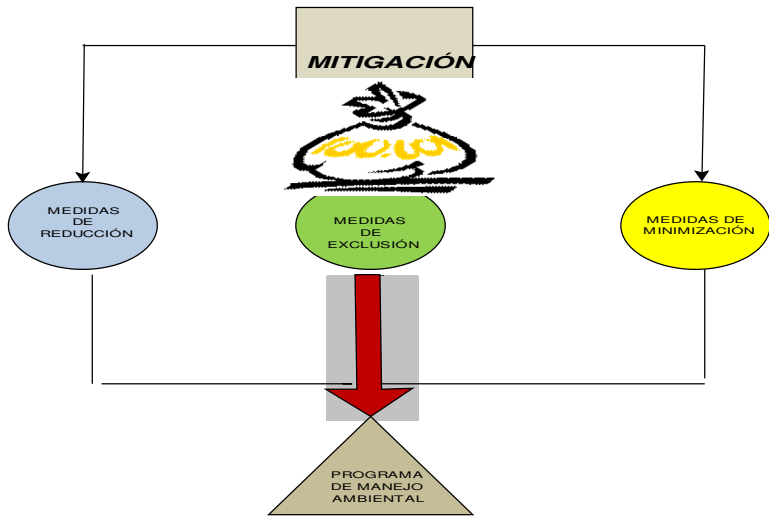 MITIGACIÓN
MEDIDAS
DE
REDUCCIÓN
MEDIDAS
DE
EXCLUSIÓN
MEDIDAS DE
MINIMIZACIÓN
PROGRAMA
DE MANEJO
AMBIENTAL